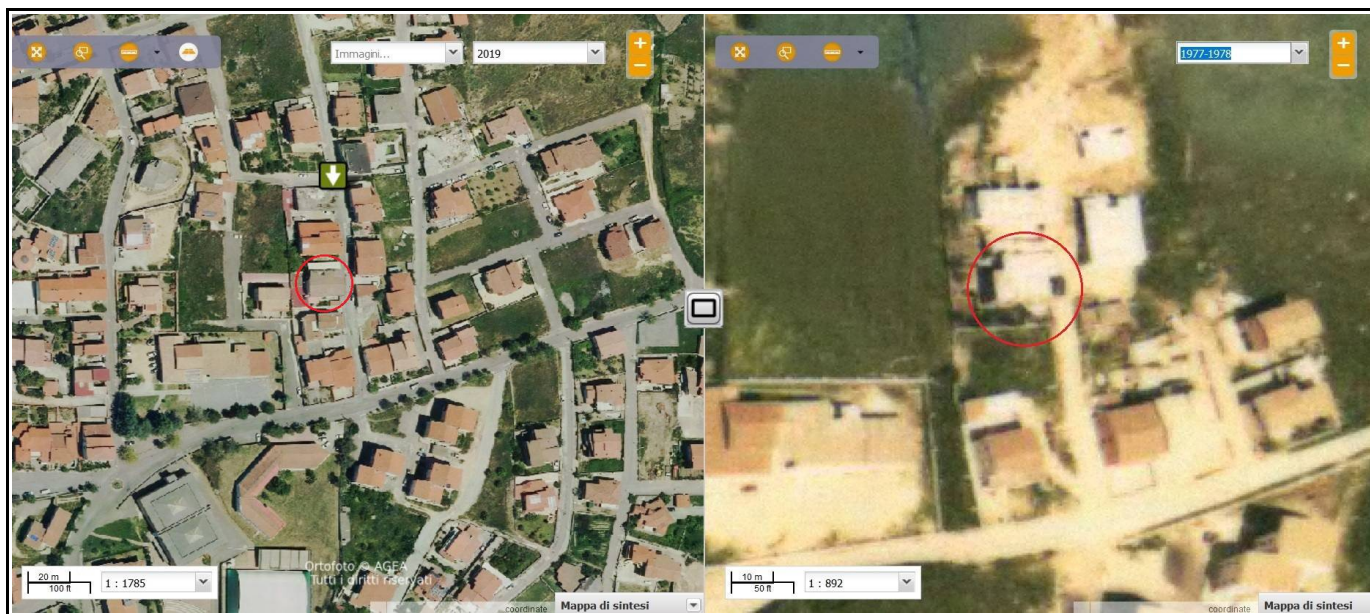 Immagini...
2019
1977-1978
Ortofoto © AGEA
Tutti i diritti riservati
20 m
100 ft
1 : 1785
coordinate
Mappa di sintesi
10 m
50 ft
1 : 892
coordinate
Mappa di sintesi